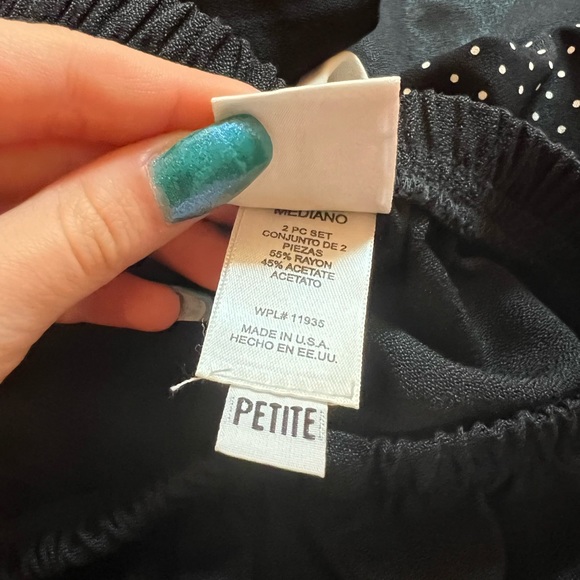 MEDIANO
2 PC SET
CONJUNTO DE 2
PIEZAS
55% RAYON
45% ACETATE
ACETATO
WPL# 11935
MADE IN U.S.A.
HECHO EN EE.UU.
PETITE